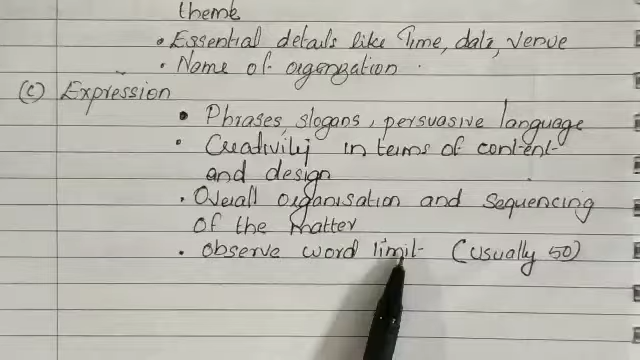 theme
• Essential details like Time, date, venue
• Name of organzation
(c) Expression
• Phrases, slogans, persuasive language
• Creativity in terms of content
and design
• Overall organisation and sequencing
of the matter
• Observe word limit (usually 50)